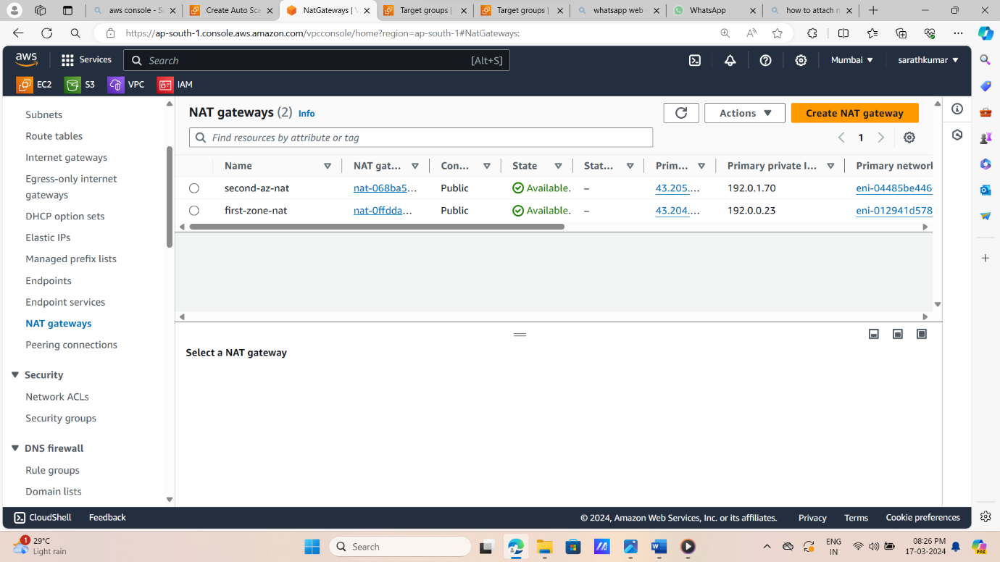 aws console - Se
Create Auto Sca
NatGateways | V
Target groups |
Target groups |
whatsapp web
WhatsApp
how to attach n
https://ap-south-1.console.aws.amazon.com/vpcconsole/home?region=ap-south-1#NatGateways:
aws
Services
Search
[Alt+S]
Mumbai
sarathkumar
EC2
S3
VPC
IAM
Subnets
Route tables
Internet gateways
Egress-only internet
gateways
DHCP option sets
Elastic IPs
Managed prefix lists
Endpoints
Endpoint services
NAT gateways
Peering connections
Security
Network ACLs
Security groups
DNS firewall
Rule groups
Domain lists
NAT gateways (2) Info
Actions
Create NAT gateway
Find resources by attribute or tag
1
Name NAT gat... Con... State Stat... Prim... Primary private I... Primary network
second-az-nat nat-068ba5... Public Available. – 43.205.... 192.0.1.70 eni-04485be446
first-zone-nat nat-0ffdda... Public Available. – 43.204.... 192.0.0.23 eni-012941d578
Select a NAT gateway
CloudShell
Feedback
© 2024, Amazon Web Services, Inc. or its affiliates.
Privacy
Terms
Cookie preferences
1
29°C
Light rain
Search
ENG
IN
08:26 PM
17-03-2024
PRE